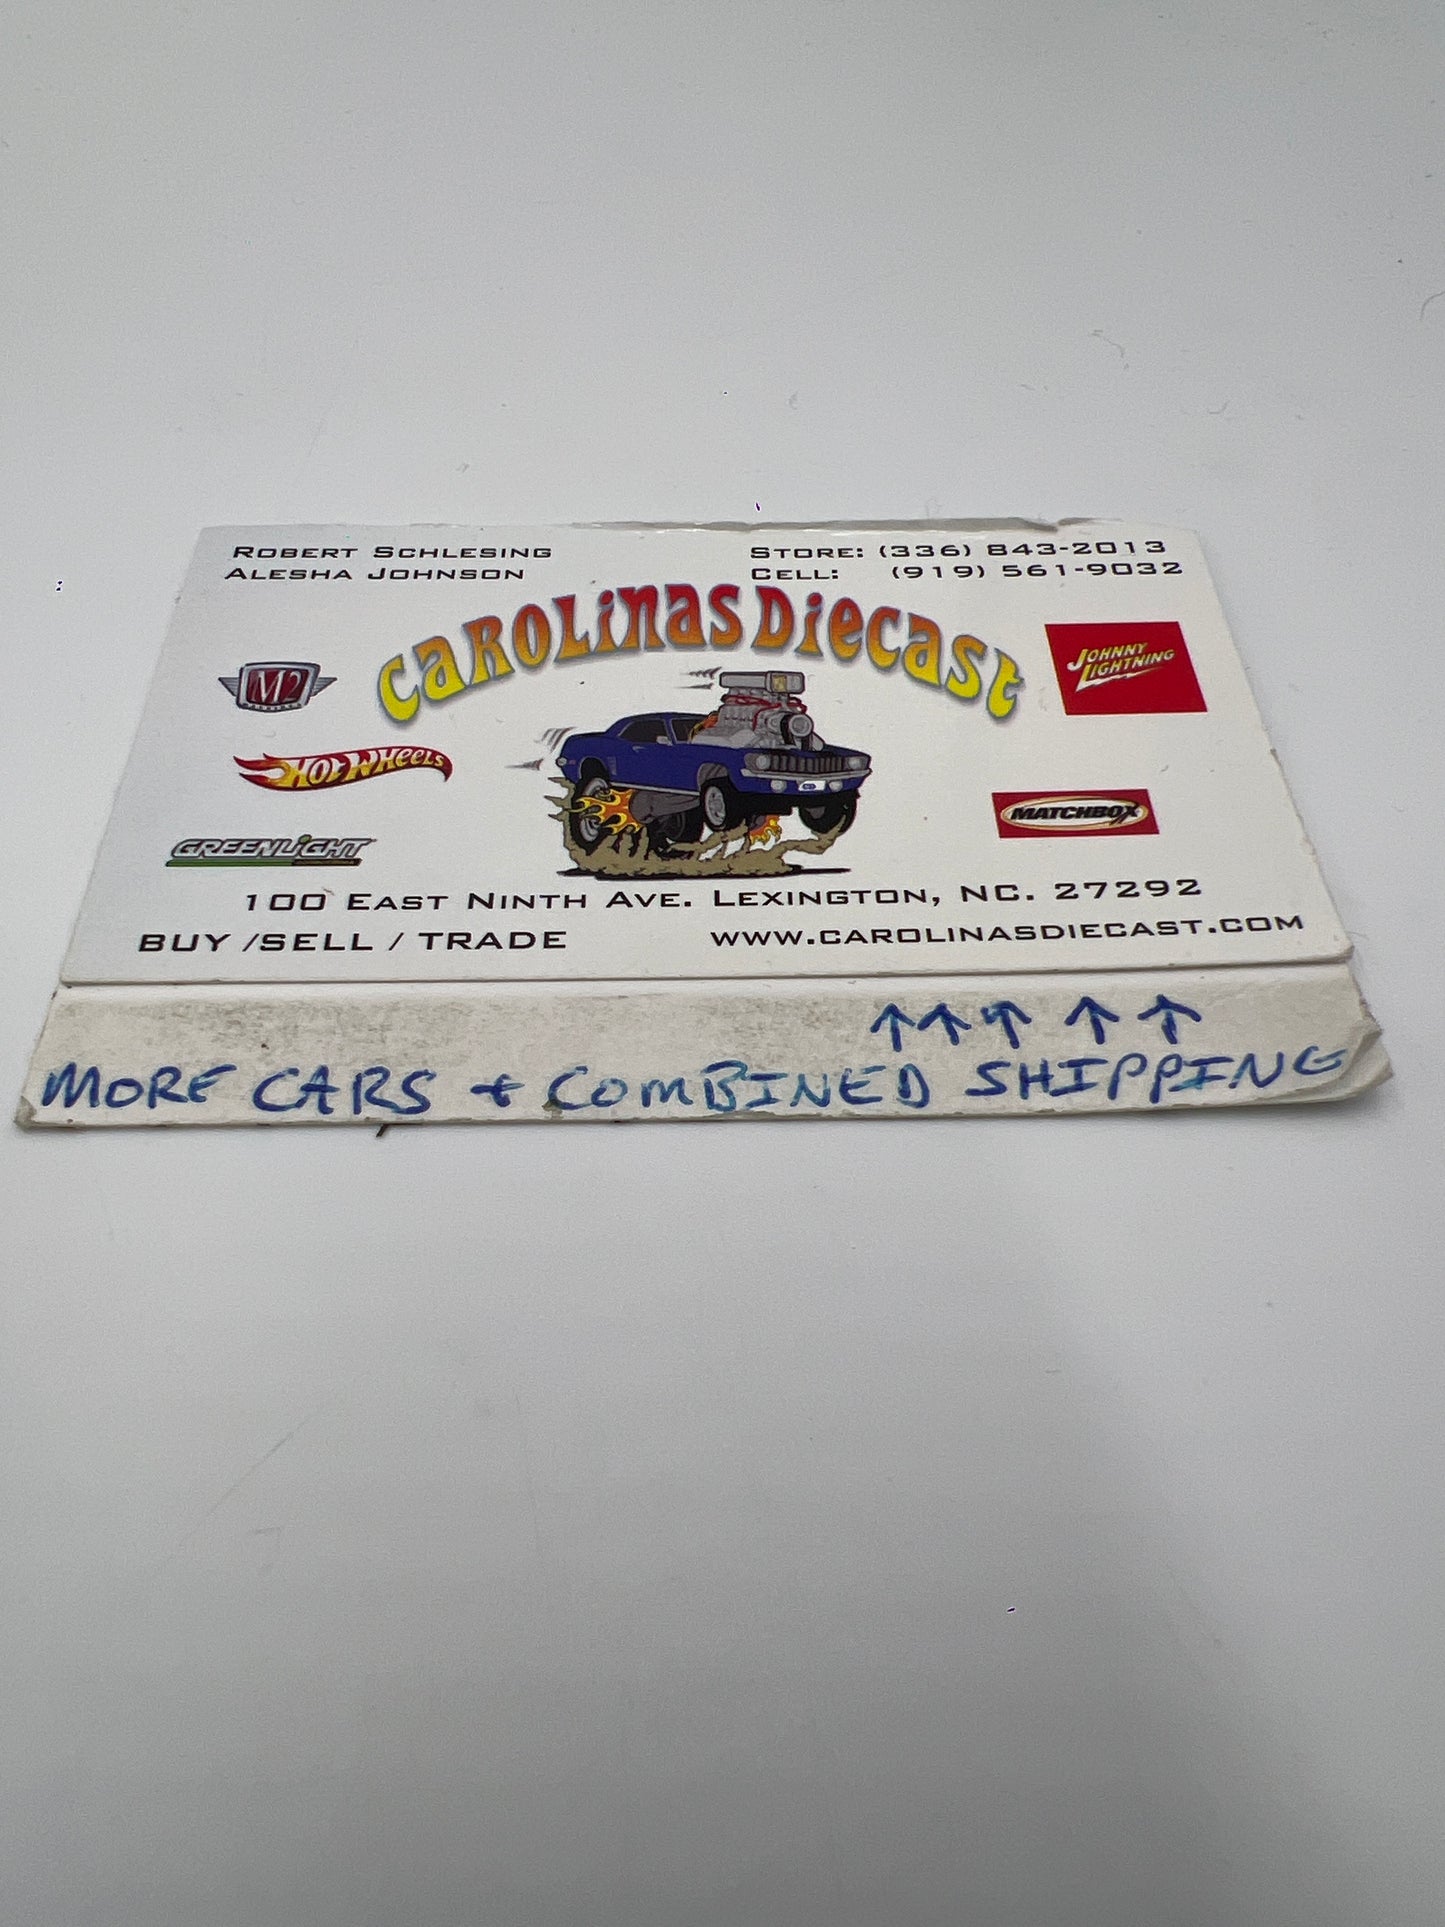 ROBERT SCHLESING
ALESHA JOHNSON
STORE: (336) 843-2013
CELL: (919) 561-9032
CAROLINAS DIECAST
M2
JOHNNY LIGHTNING
HOT WHEELS
MATCHBOX
GREENLIGHT
100 EAST NINTH AVE. LEXINGTON, NC. 27292
BUY /SELL / TRADE
WWW.CAROLINASDIECAST.COM
↑↑↑ ↑ ↑
MORE CARS + COMBINED SHIPPING